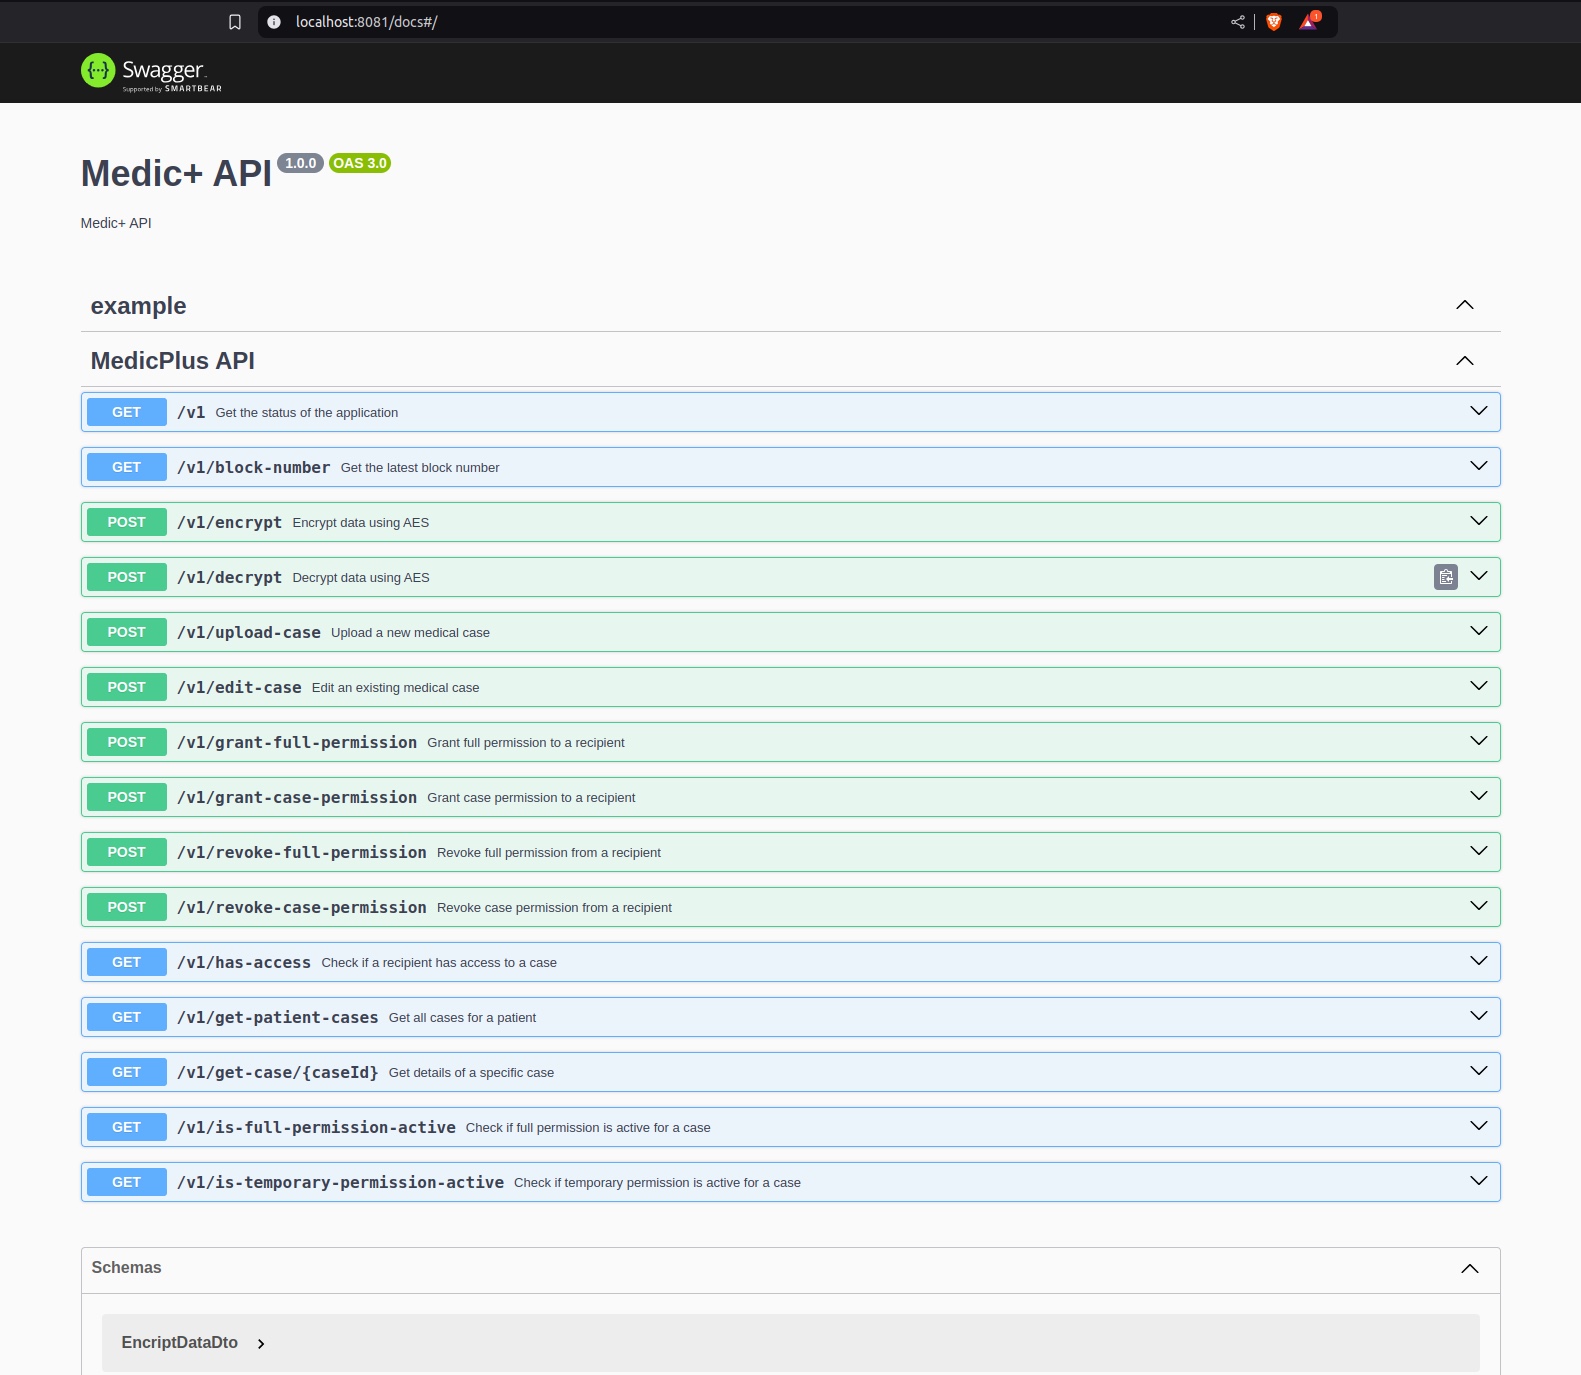 localhost:8081/docs#/
1
{...} Swagger.
Supported by SMARTBEAR
Medic+ API 1.0.0 OAS 3.0
Medic+ API
example
MedicPlus API
GET /v1 Get the status of the application
GET /v1/block-number Get the latest block number
POST /v1/encrypt Encrypt data using AES
POST /v1/decrypt Decrypt data using AES
POST /v1/upload-case Upload a new medical case
POST /v1/edit-case Edit an existing medical case
POST /v1/grant-full-permission Grant full permission to a recipient
POST /v1/grant-case-permission Grant case permission to a recipient
POST /v1/revoke-full-permission Revoke full permission from a recipient
POST /v1/revoke-case-permission Revoke case permission from a recipient
GET /v1/has-access Check if a recipient has access to a case
GET /v1/get-patient-cases Get all cases for a patient
GET /v1/get-case/{caseId} Get details of a specific case
GET /v1/is-full-permission-active Check if full permission is active for a case
GET /v1/is-temporary-permission-active Check if temporary permission is active for a case
Schemas
EncriptDataDto